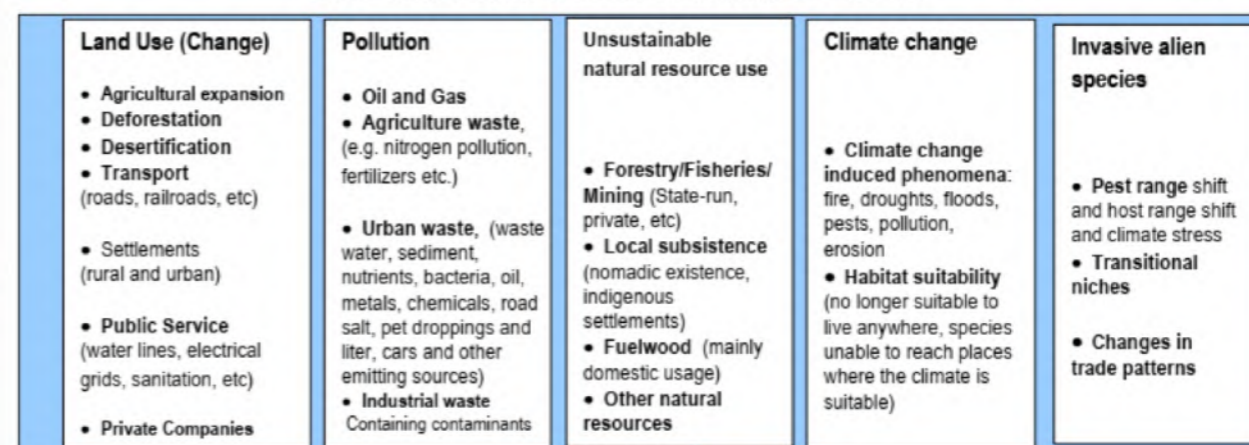 Land Use (Change)
• Agricultural expansion
• Deforestation
• Desertification
• Transport
(roads, railroads, etc)
• Settlements
(rural and urban)
• Public Service
(water lines, electrical
grids, sanitation, etc)
• Private Companies
Pollution
• Oil and Gas
• Agriculture waste,
(e.g. nitrogen pollution,
fertilizers etc.)
• Urban waste, (waste
water, sediment,
nutrients, bacteria, oil,
metals, chemicals, road
salt, pet droppings and
liter, cars and other
emitting sources)
• Industrial waste
Containing contaminants
Unsustainable
natural resource use
• Forestry/Fisheries/
Mining (State-run,
private, etc)
• Local subsistence
(nomadic existence,
indigenous
settlements)
• Fuelwood (mainly
domestic usage)
• Other natural
resources
Climate change
• Climate change
induced phenomena:
fire, droughts, floods,
pests, pollution,
erosion
• Habitat suitability
(no longer suitable to
live anywhere, species
unable to reach places
where the climate is
suitable)
Invasive alien
species
• Pest range shift
and host range shift
and climate stress
• Transitional
niches
• Changes in
trade patterns